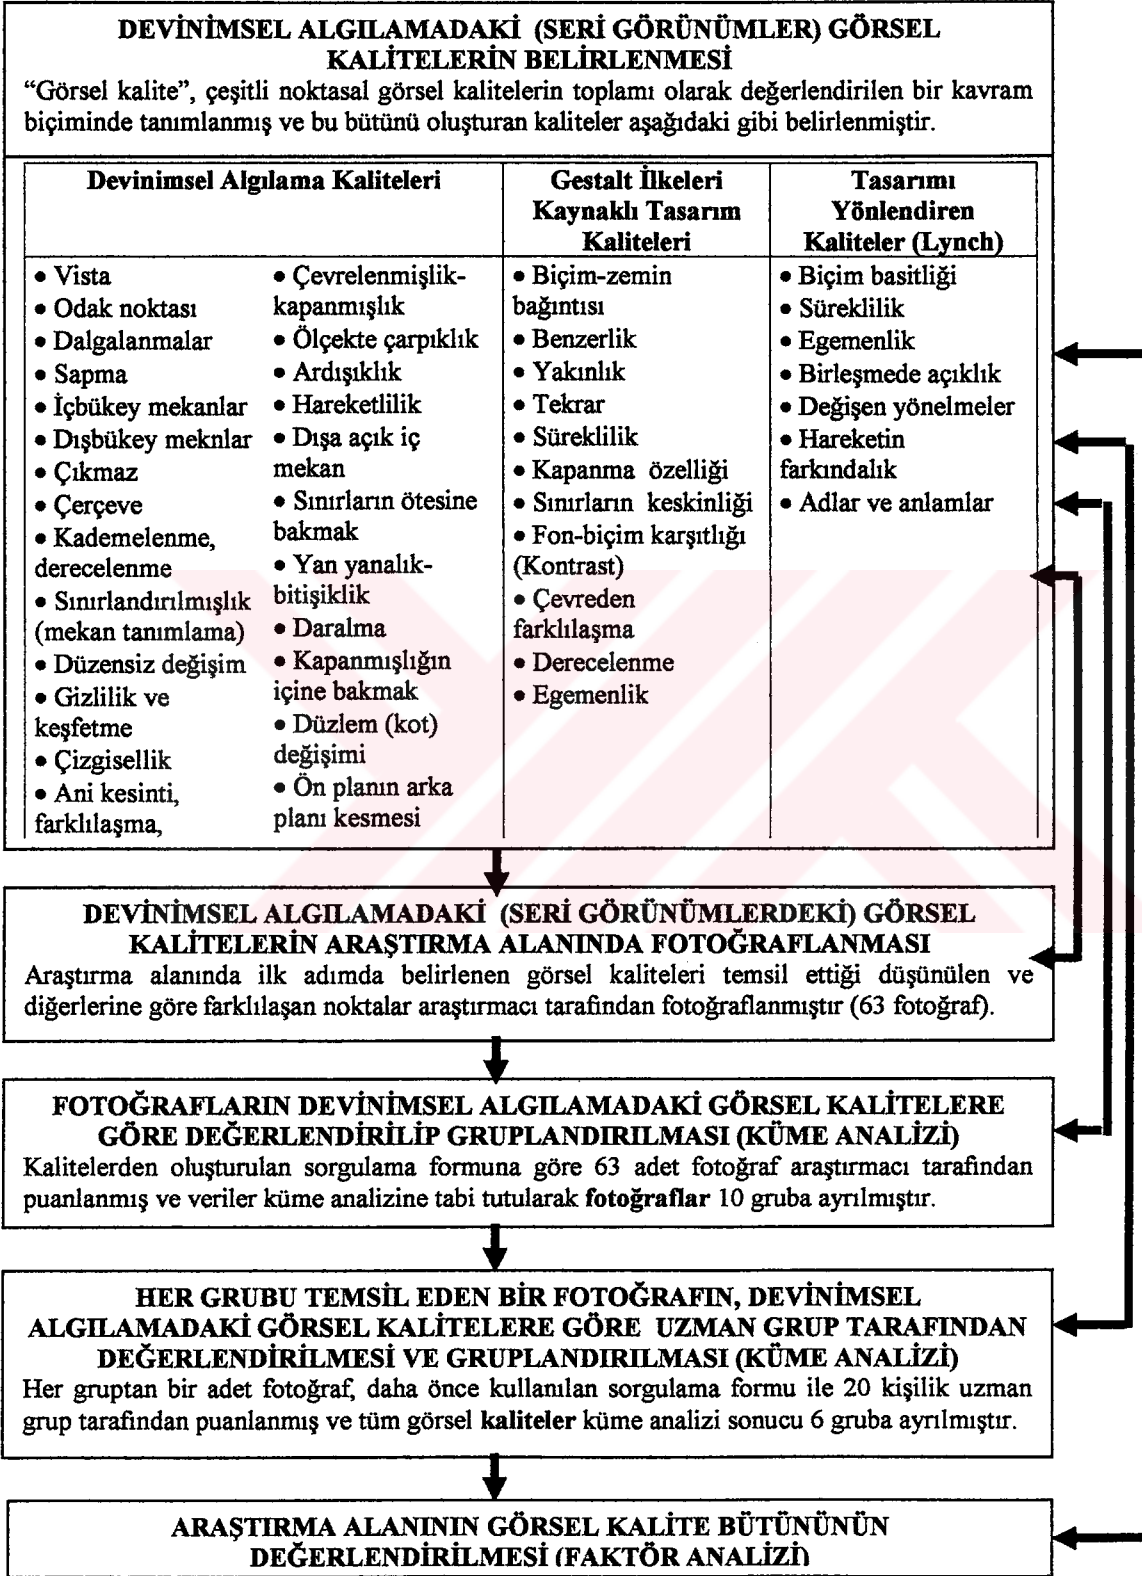 DEVİNİMSEL ALGILAMADAKİ (SERİ GÖRÜNÜMLER) GÖRSEL
KALİTELERİN BELİRLENMESİ
“Görsel kalite”, çeşitli noktasal görsel kalitelerin toplamı olarak değerlendirilen bir kavram
biçiminde tanımlanmış ve bu bütünü oluşturan kaliteler aşağıdaki gibi belirlenmiştir.
Devinimsel Algılama Kaliteleri
• Vista
• Odak noktası
• Dalgalanmalar
• Sapma
• İçbükey mekanlar
• Dışbükey meknlar
• Çıkmaz
• Çerçeve
• Kademelenme,
derecelenme
• Sınırlandırılmışlık
(mekan tanımlama)
• Düzensiz değişim
• Gizlilik ve
keşfetme
• Çizgisellik
• Ani kesinti,
farklılaşma,
• Çevrelenmişlik-
kapanmışlık
• Ölçekte çarpıklık
• Ardışıklık
• Hareketlilik
• Dışa açık iç
mekan
• Sınırların ötesine
bakmak
• Yan yanalık-
bitişiklik
• Daralma
• Kapanmışlığın
içine bakmak
• Düzlem (kot)
değişimi
• Ön planın arka
planı kesmesi
Gestalt İlkeleri
Kaynaklı Tasarım
Kaliteleri
• Biçim-zemin
bağıntısı
• Benzerlik
• Yakınlık
• Tekrar
• Süreklilik
• Kapanma özelliği
• Sınırların keskinliği
• Fon-biçim karşıtlığı
(Kontrast)
• Çevreden
farklılaşma
• Derecelenme
• Egemenlik
Tasarımı
Yönlendiren
Kaliteler (Lynch)
• Biçim basitliği
• Süreklilik
• Egemenlik
• Birleşmede açıklık
• Değişen yönelmeler
• Hareketin
farkındalık
• Adlar ve anlamlar
DEVİNİMSEL ALGILAMADAKİ (SERİ GÖRÜNÜMLERDEKİ) GÖRSEL
KALİTELERİN ARAŞTIRMA ALANINDA FOTOĞRAFLANMASI
Araştırma alanında ilk adımda belirlenen görsel kaliteleri temsil ettiği düşünülen ve
diğerlerine göre farklılaşan noktalar araştırmacı tarafından fotoğraflanmıştır (63 fotoğraf).
FOTOĞRAFLARIN DEVİNİMSEL ALGILAMADAKİ GÖRSEL KALİTELERE
GÖRE DEĞERLENDİRİLİP GRUPLANDIRILMASI (KÜME ANALİZİ)
Kalitelerden oluşturulan sorgulama formuna göre 63 adet fotoğraf araştırmacı tarafından
puanlanmış ve veriler küme analizine tabi tutularak fotoğraflar 10 gruba ayrılmıştır.
HER GRUBU TEMSİL EDEN BİR FOTOĞRAFIN, DEVİNİMSEL
ALGILAMADAKİ GÖRSEL KALİTELERE GÖRE UZMAN GRUP TARAFINDAN
DEĞERLENDİRİLMESİ VE GRUPLANDIRILMASI (KÜME ANALİZİ)
Her gruptan bir adet fotoğraf, daha önce kullanılan sorgulama formu ile 20 kişilik uzman
grup tarafından puanlanmış ve tüm görsel kaliteler küme analizi sonucu 6 gruba ayrılmıştır.
ARAŞTIRMA ALANININ GÖRSEL KALİTE BÜTÜNÜNÜN
DEĞERLENDİRİLMESİ (FAKTÖR ANALİZİ)